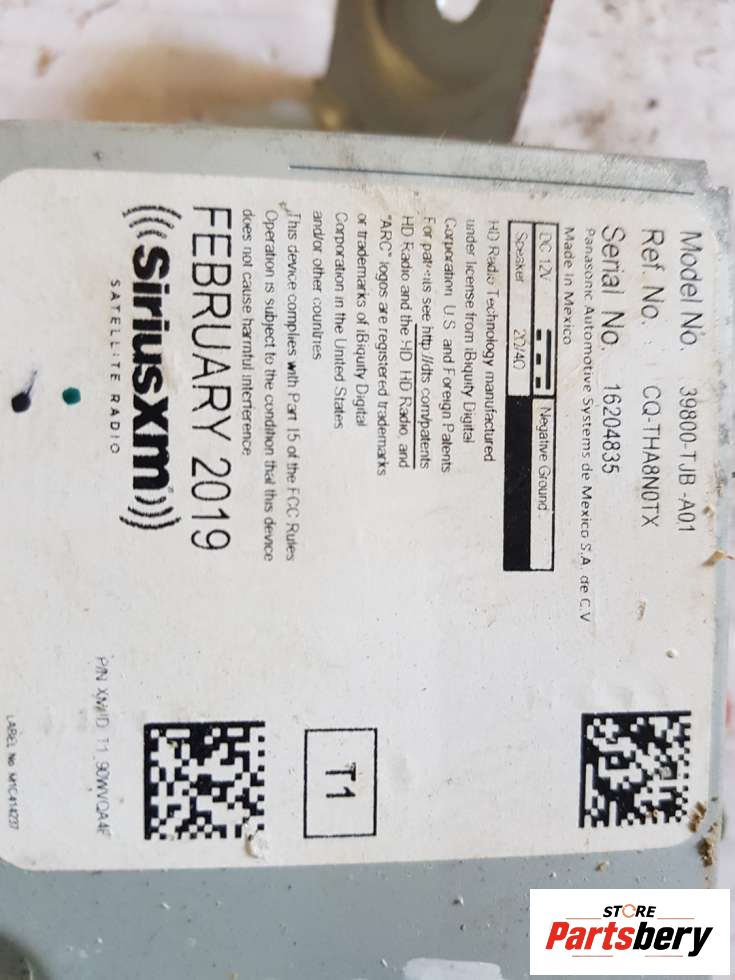 Model No. 39800-TJB-A01
Ref. No. : CQ-THA8N0TX
Serial No. 16204835
Panasonic Automotive Systems de Mexico S.A. de C.V
Made in Mexico
DC 12V Negative Ground
Speaker 2Ω/4Ω
HD Radio Technology manufactured
under license from iBiquity Digital
Corporation U.S. and Foreign Patents
For patents see http://dts.com/patents
HD Radio and the HD, HD Radio, and
"ARC" logos are registered trademarks
or trademarks of iBiquity Digital
Corporation in the United States
and/or other countries
This device complies with Part 15 of the FCC Rules
Operation is subject to the condition that this device
does not cause harmful interference
FEBRUARY 2019
SiriusXM
SATELLITE RADIO
T1
LABEL No. M1C414237
STORE
Partsbery